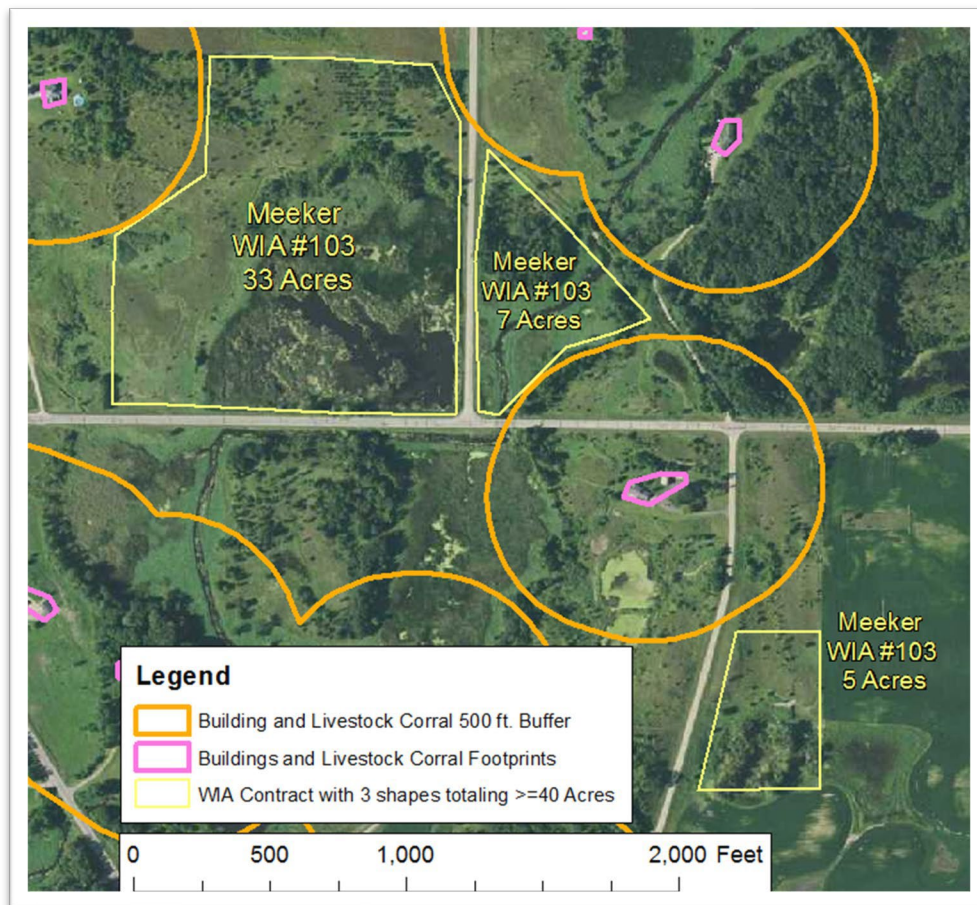 Meeker
WIA #103
33 Acres
Meeker
WIA #103
7 Acres
Meeker
WIA #103
5 Acres
Legend
Building and Livestock Corral 500 ft. Buffer
Buildings and Livestock Corral Footprints
WIA Contract with 3 shapes totaling >=40 Acres
0 500 1,000 2,000 Feet